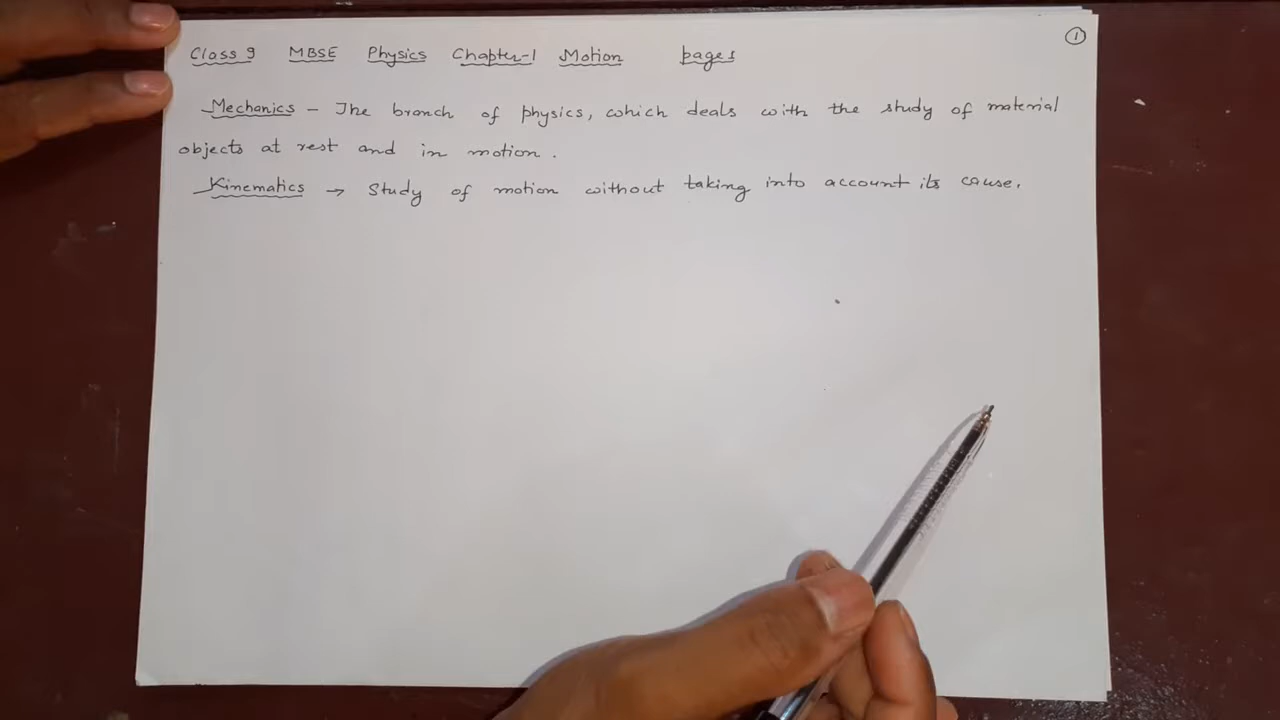 Class 9 MBSE Physics Chapter-1 Motion pages
1
Mechanics - The branch of physics, which deals with the study of material
objects at rest and in motion.
Kinematics → Study of motion without taking into account its cause.